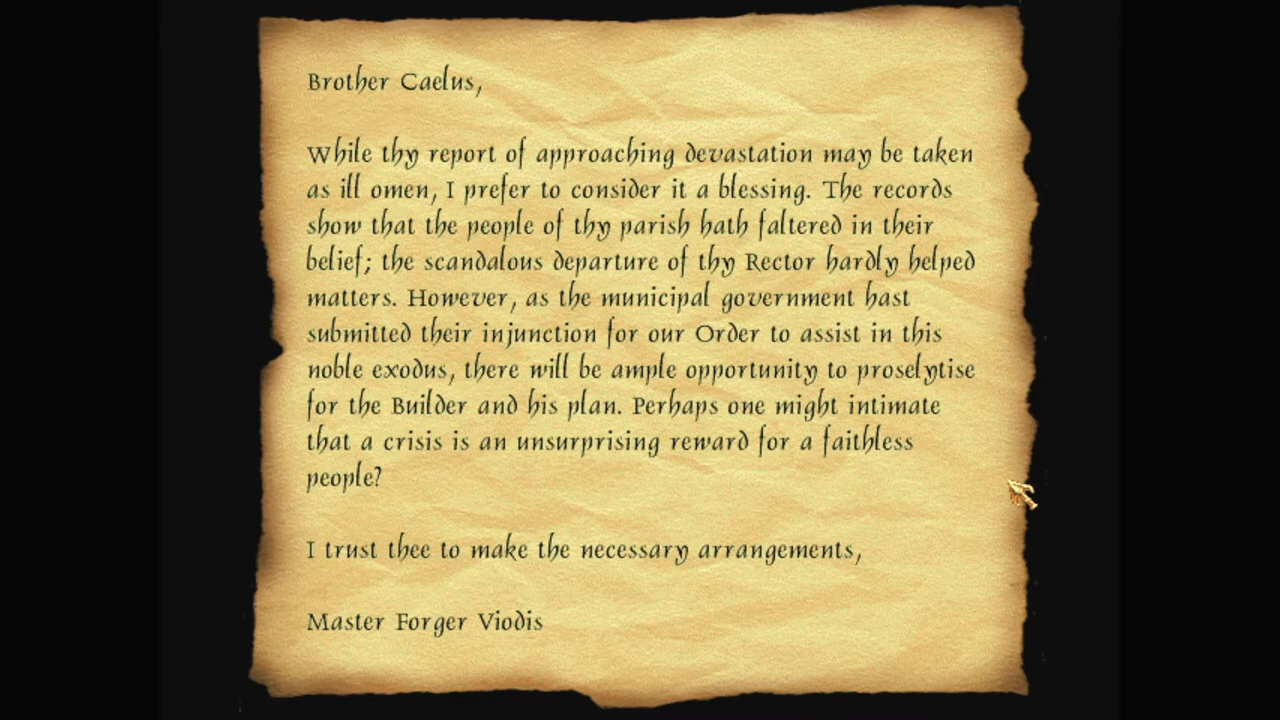 Brother Caelus,
While thy report of approaching devastation may be taken
as ill omen, I prefer to consider it a blessing. The records
show that the people of thy parish hath faltered in their
belief; the scandalous departure of thy Rector hardly helped
matters. However, as the municipal government hast
submitted their injunction for our Order to assist in this
noble exodus, there will be ample opportunity to proselytise
for the Builder and his plan. Perhaps one might intimate
that a crisis is an unsurprising reward for a faithless
people?
I trust thee to make the necessary arrangements,
Master Forger Viodis